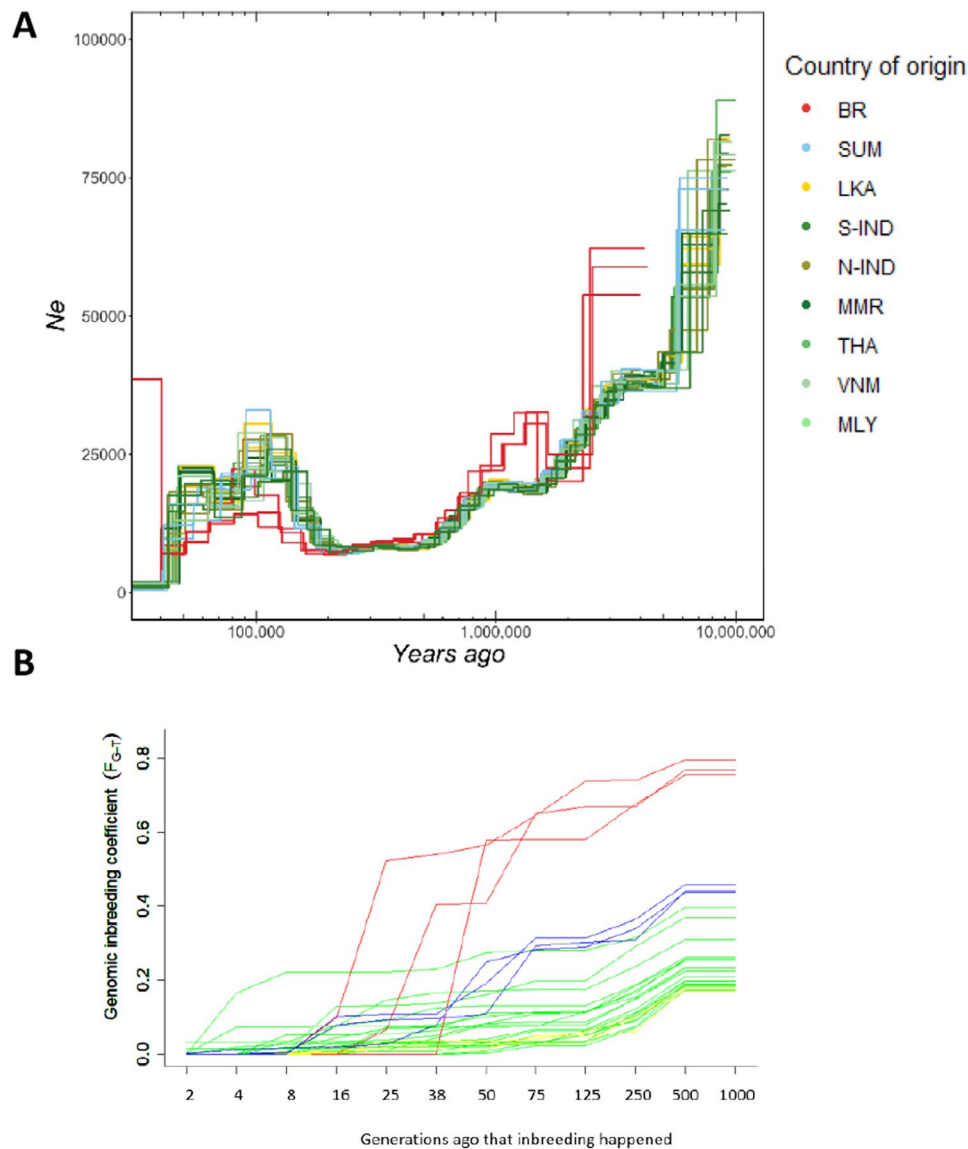 A
100000
75000
50000
25000
0
Ne
100,000
1,000,000
10,000,000
Years ago
Country of origin
BR
SUM
LKA
S-IND
N-IND
MMR
THA
VNM
MLY
B
Genomic inbreeding coefficient (F_G-T)
0.8
0.6
0.4
0.2
0.0
2 4 8 16 25 38 50 75 125 250 500 1000
Generations ago that inbreeding happened